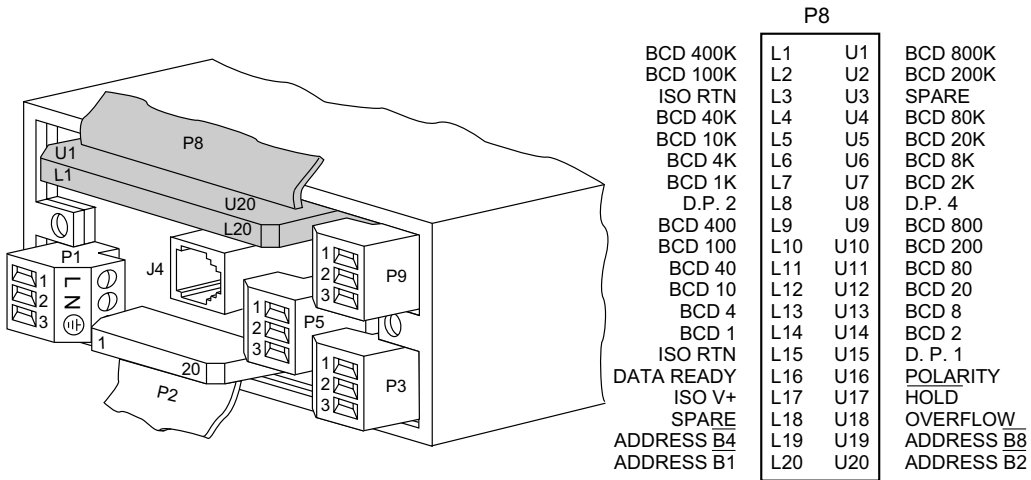 P8
BCD 400K L1 U1 BCD 800K
BCD 100K L2 U2 BCD 200K
ISO RTN L3 U3 SPARE
BCD 40K L4 U4 BCD 80K
BCD 10K L5 U5 BCD 20K
BCD 4K L6 U6 BCD 8K
BCD 1K L7 U7 BCD 2K
D.P. 2 L8 U8 D.P. 4
BCD 400 L9 U9 BCD 800
BCD 100 L10 U10 BCD 200
BCD 40 L11 U11 BCD 80
BCD 10 L12 U12 BCD 20
BCD 4 L13 U13 BCD 8
BCD 1 L14 U14 BCD 2
ISO RTN L15 U15 D. P. 1
DATA READY L16 U16 POLARITY
ISO V+ L17 U17 HOLD
SPARE L18 U18 OVERFLOW
ADDRESS B4 L19 U19 ADDRESS B8
ADDRESS B1 L20 U20 ADDRESS B2
P8
U1
L1
U20
L20
P1
L
N
1
2
3
J4
1
2
3
P9
1
2
3
P5
1
2
3
P3
1
20
P2